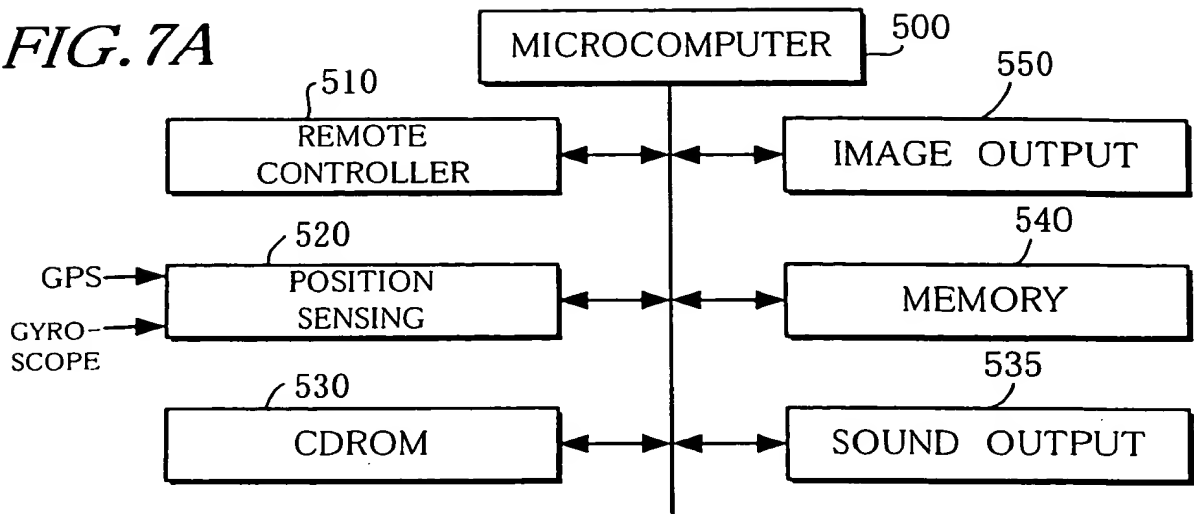 FIG. 7A
MICROCOMPUTER
500
510
REMOTE
CONTROLLER
550
IMAGE OUTPUT
520
GPS
GYRO-
SCOPE
POSITION
SENSING
540
MEMORY
530
CDROM
535
SOUND OUTPUT